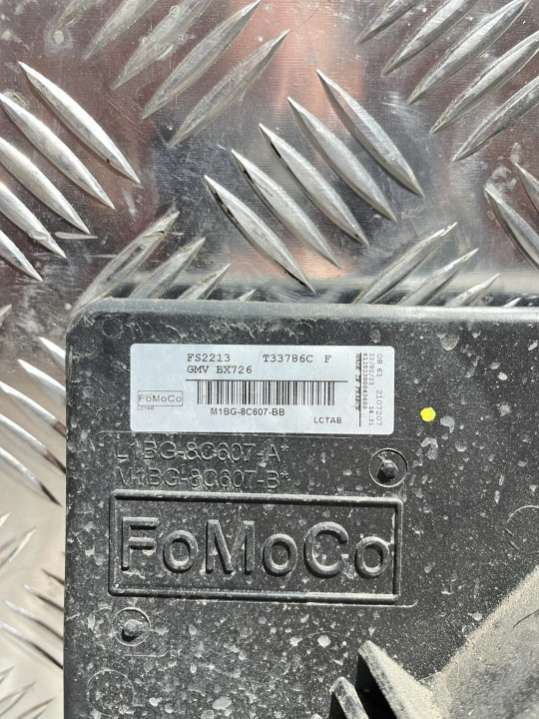 FS2213 T33786C F
GMV BX726
FoMoCo
M1BG-8C607-BB
LCTAB
L1BG-8C607-A*
M1BG-8C607-B*
FoMoCo